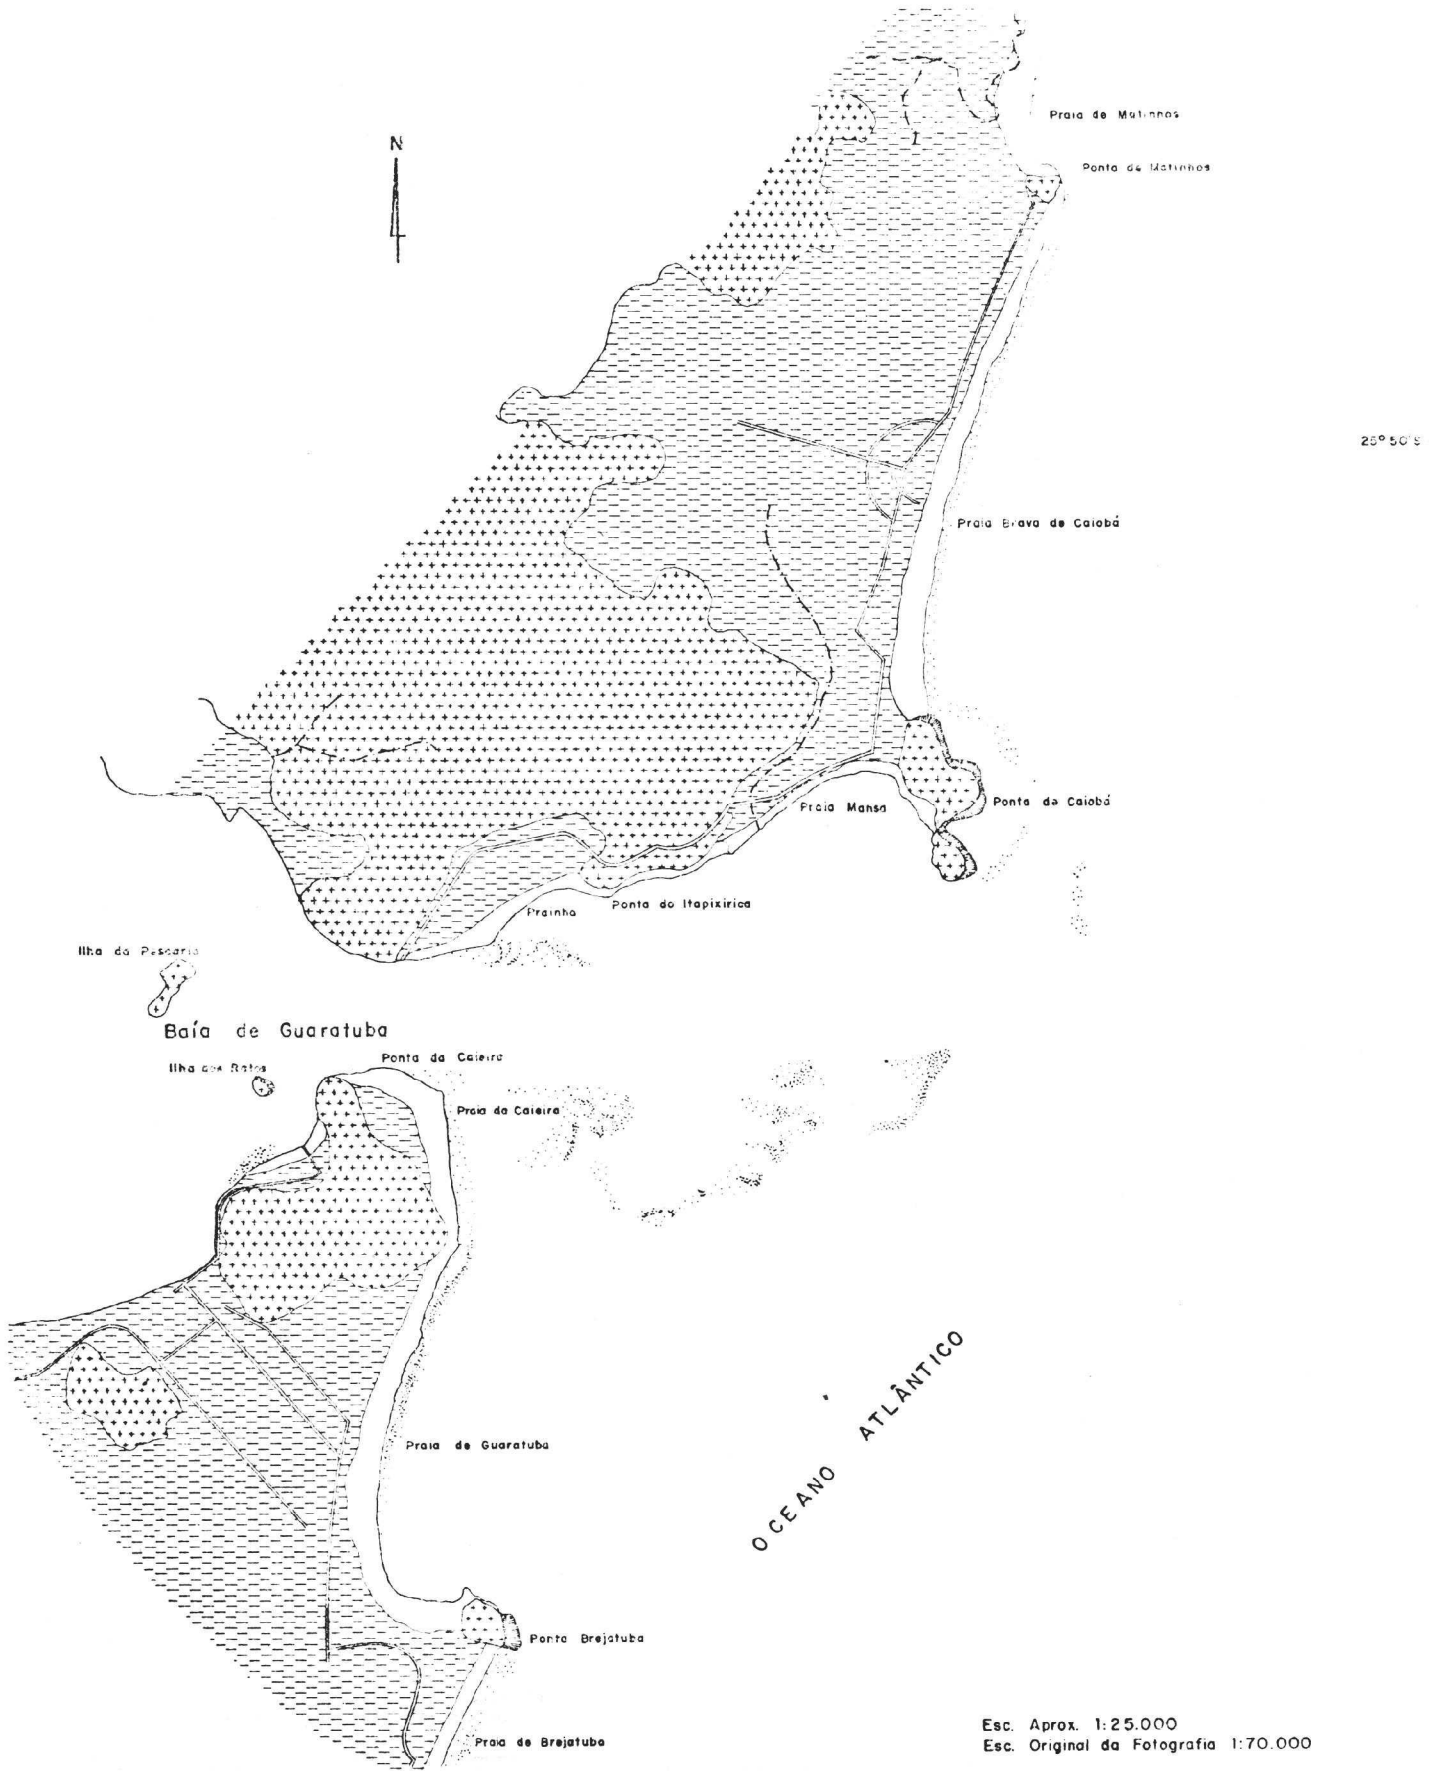 N
Praia de Matinhos
Ponta de Matinhos
25° 50' S
Praia Brava de Caiobá
Praia Mansa
Ponta da Caiobá
Ponta do Itapixirica
Prainha
Ilha da Pescaria
Baía de Guaratuba
Ilha dos Ratos
Ponta da Caieira
Praia da Caieira
Praia de Guaratuba
OCEANO ATLÂNTICO
Ponta Brejatuba
Praia de Brejatuba
Esc. Aprox. 1:25.000
Esc. Original da Fotografia 1:70.000